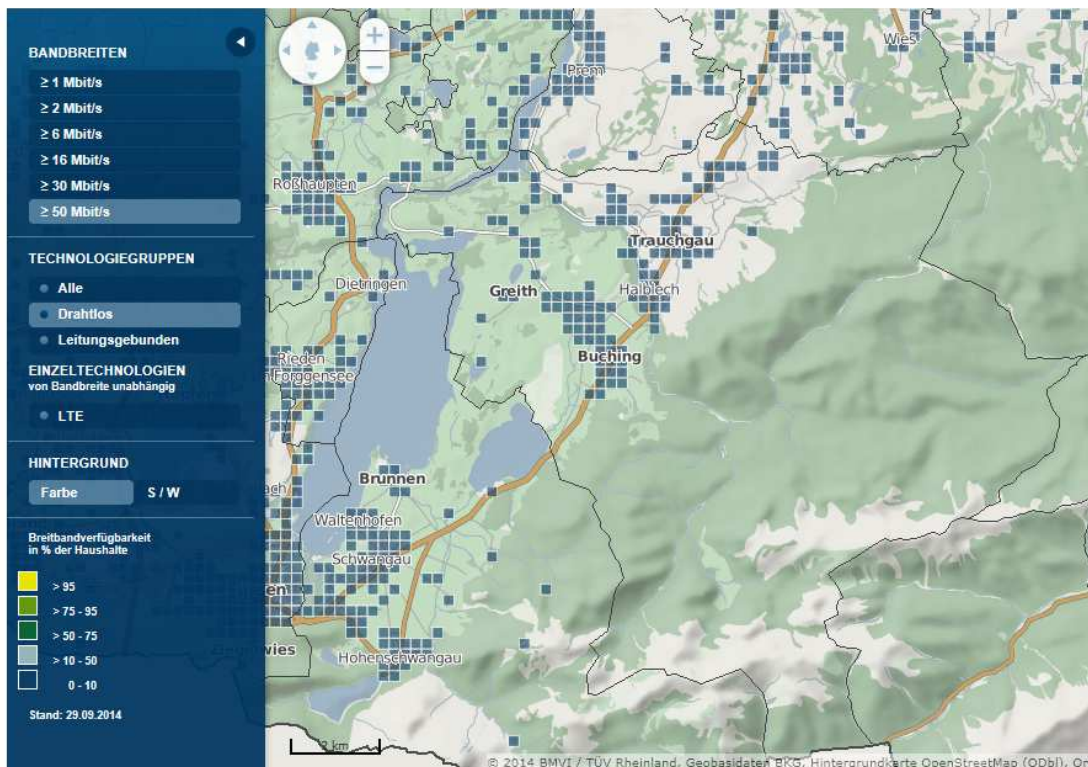 BANDBREITEN
≥ 1 Mbit/s
≥ 2 Mbit/s
≥ 6 Mbit/s
≥ 16 Mbit/s
≥ 30 Mbit/s
≥ 50 Mbit/s
TECHNOLOGIEGRUPPEN
Alle
Drahtlos
Leitungsgebunden
EINZELTECHNOLOGIEN
von Bandbreite unabhängig
LTE
HINTERGRUND
Farbe
S / W
Breitbandverfügbarkeit
in % der Haushalte
> 95
> 75 - 95
> 50 - 75
> 10 - 50
0 - 10
Stand: 29.09.2014
Wies
Prem
Roßhaupten
Trauchgau
Dietringen
Greith
Halblech
Buching
Rieden
Forggensee
Brunnen
Waltenhofen
Schwangau
Hohenschwangau
2 km
© 2014 BMVI / TÜV Rheinland, Geobasidaten BKG, Hintergrundkarte OpenStreetMap (ODbl),